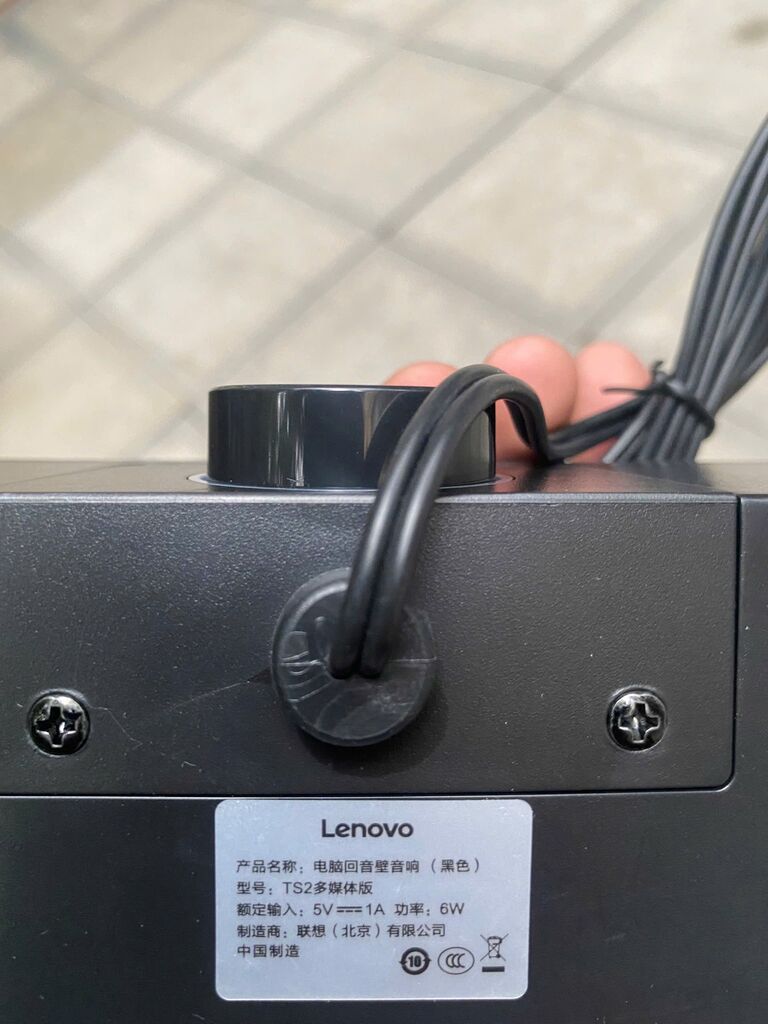 Lenovo
产品名称：电脑回音壁音响（黑色）
型号：TS2多媒体版
额定输入：5V⎓1A 功率：6W
制造商：联想（北京）有限公司
中国制造
10 CCC